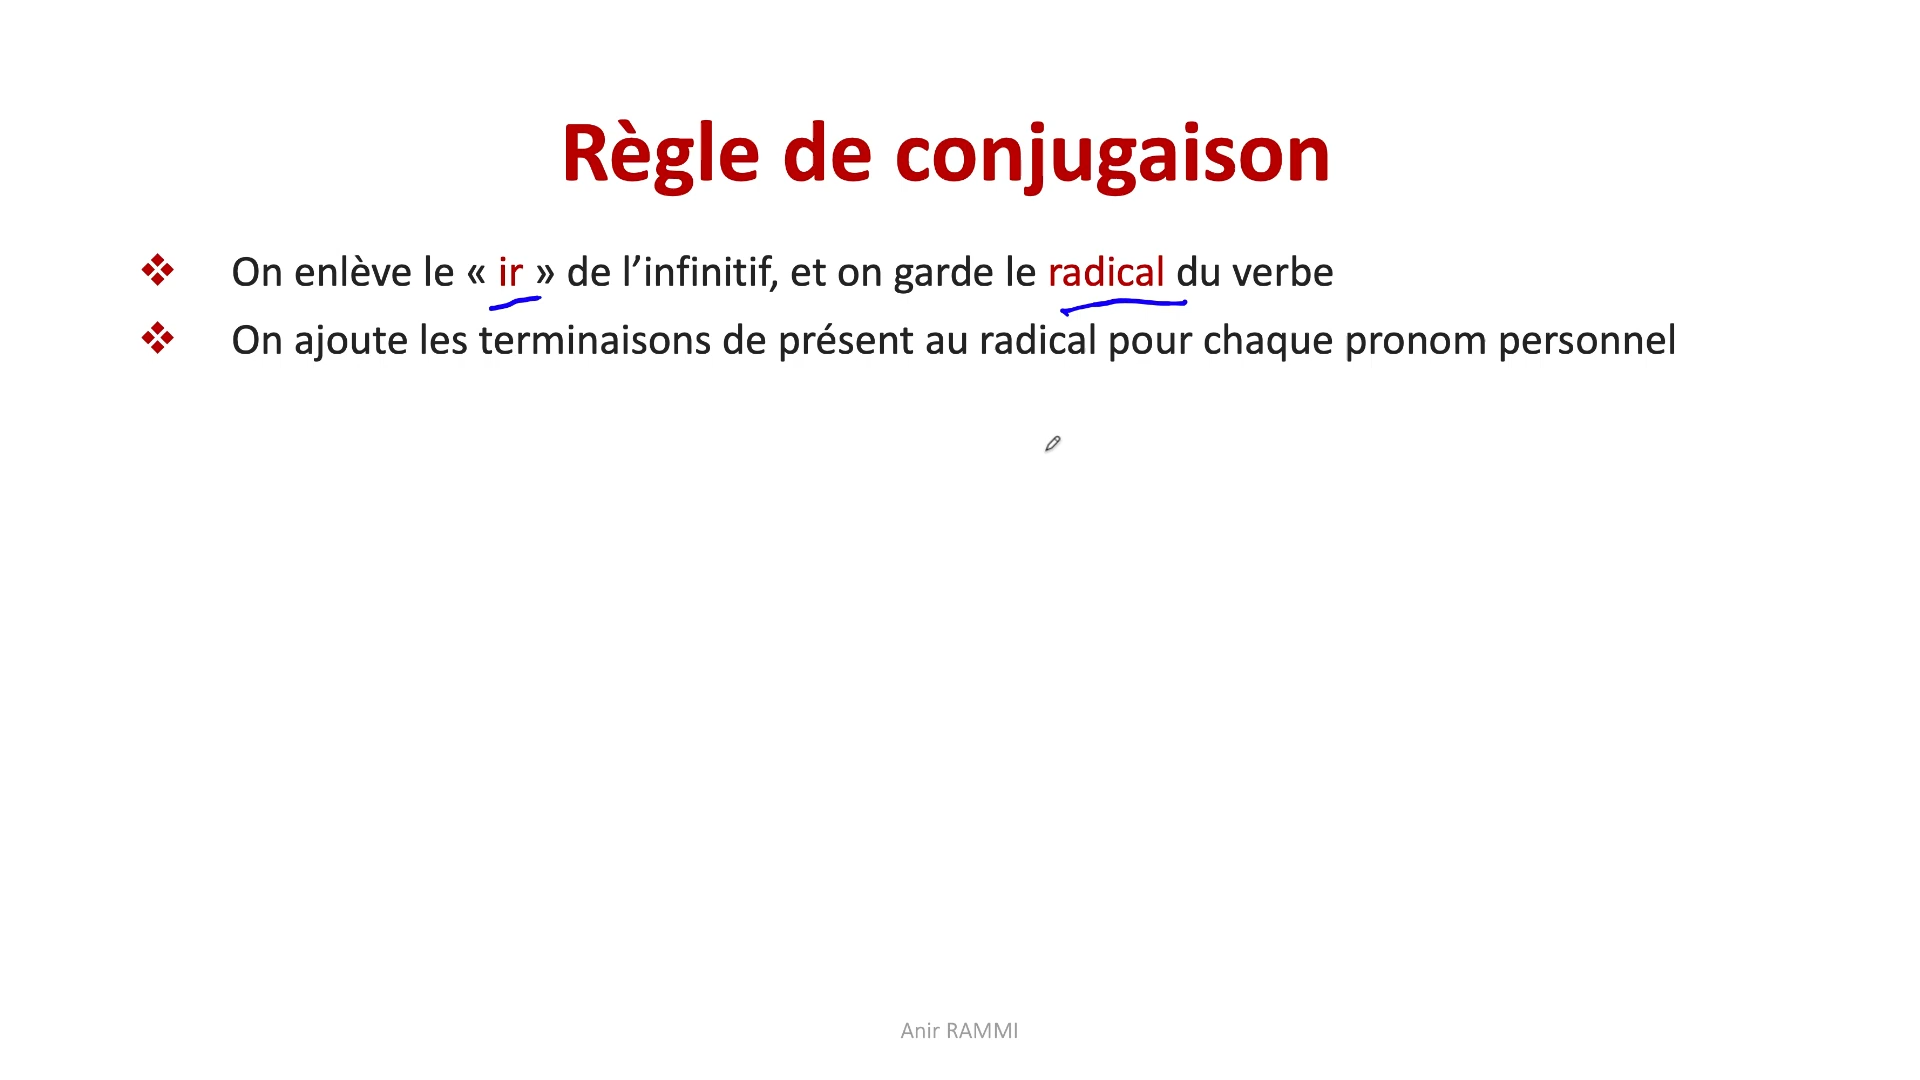 Règle de conjugaison
On enlève le « ir » de l’infinitif, et on garde le radical du verbe
On ajoute les terminaisons de présent au radical pour chaque pronom personnel
Anir RAMMI